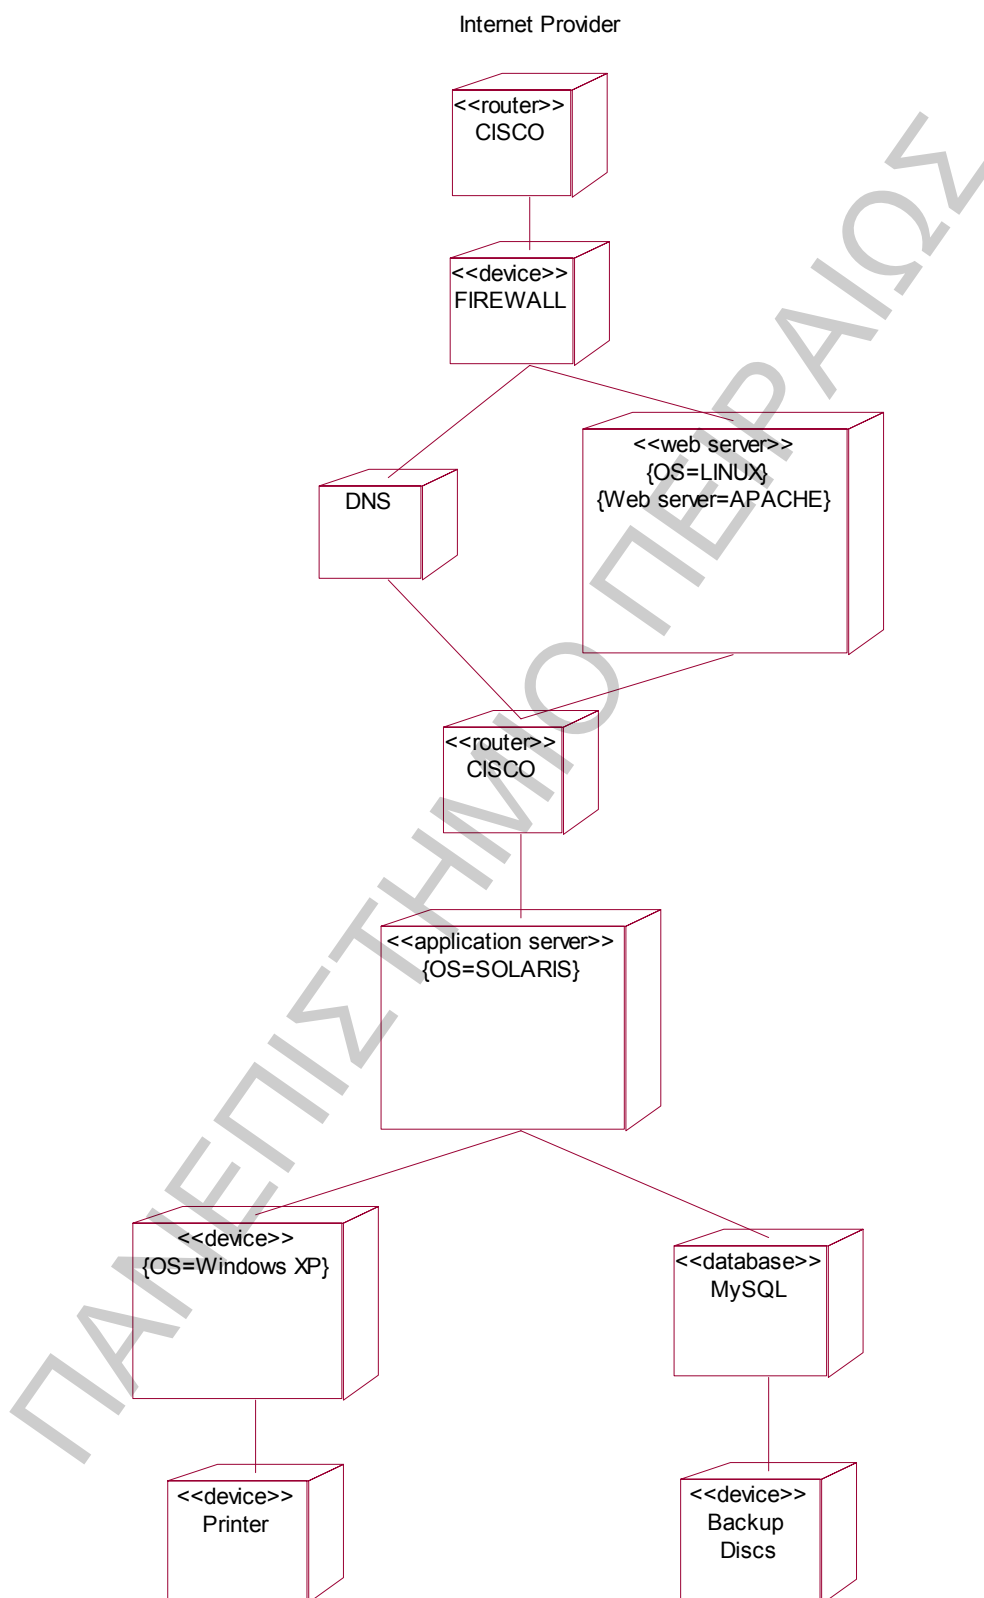 Internet Provider
<<router>>
CISCO
<<device>>
FIREWALL
DNS
<<web server>>
{OS=LINUX}
{Web server=APACHE}
<<router>>
CISCO
<<application server>>
{OS=SOLARIS}
<<device>>
{OS=Windows XP}
<<database>>
MySQL
<<device>>
Printer
<<device>>
Backup
Discs
ΠΑΝΕΠΙΣΤΗΜΙΟ ΠΕΙΡΑΙΩΣ